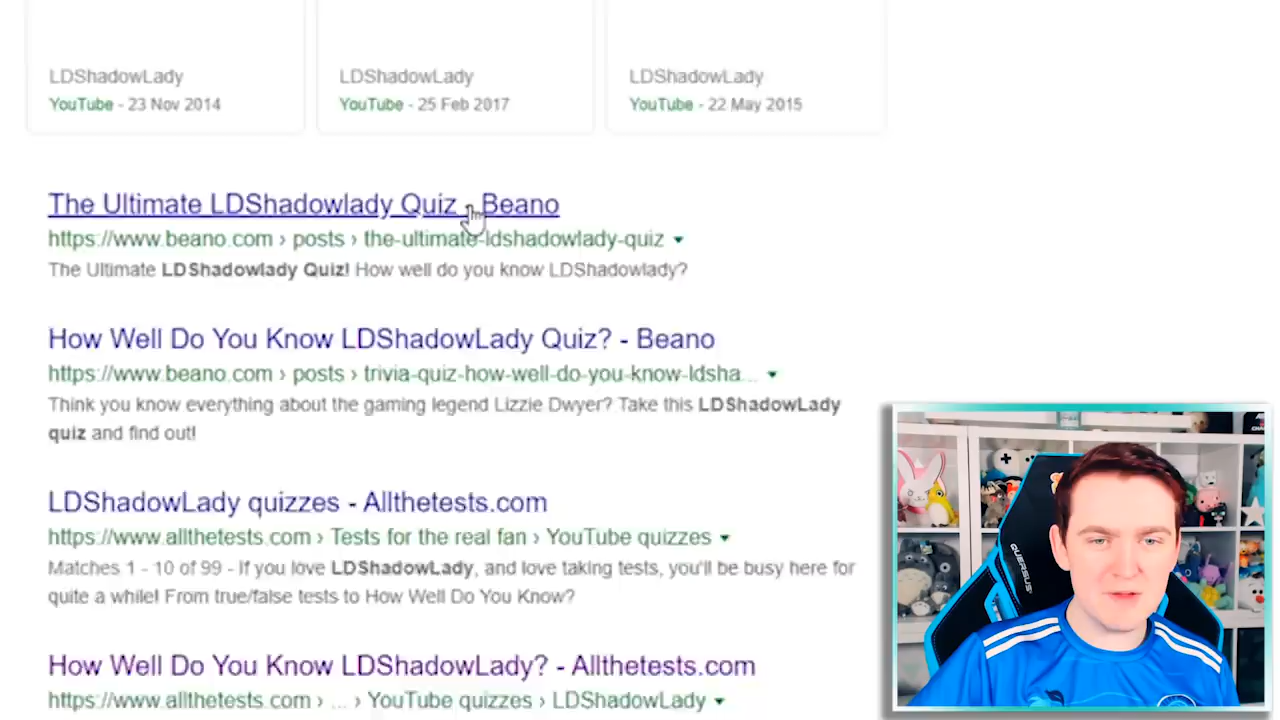 LDShadowLady LDShadowLady LDShadowLady
YouTube - 23 Nov 2014 YouTube - 25 Feb 2017 YouTube - 22 May 2015
The Ultimate LDShadowlady Quiz - Beano
https://www.beano.com › posts › the-ultimate-ldshadowlady-quiz
The Ultimate LDShadowlady Quiz! How well do you know LDShadowlady?
How Well Do You Know LDShadowLady Quiz? - Beano
https://www.beano.com › posts › trivia-quiz-how-well-do-you-know-ldsha...
Think you know everything about the gaming legend Lizzie Dwyer? Take this LDShadowLady
quiz and find out!
LDShadowLady quizzes - Allthetests.com
https://www.allthetests.com › Tests for the real fan › YouTube quizzes
Matches 1 - 10 of 99 - If you love LDShadowLady, and love taking tests, you'll be busy here for
quite a while! From true/false tests to How Well Do You Know?
How Well Do You Know LDShadowLady? - Allthetests.com
https://www.allthetests.com › ... › YouTube quizzes › LDShadowLady
QUERSUS